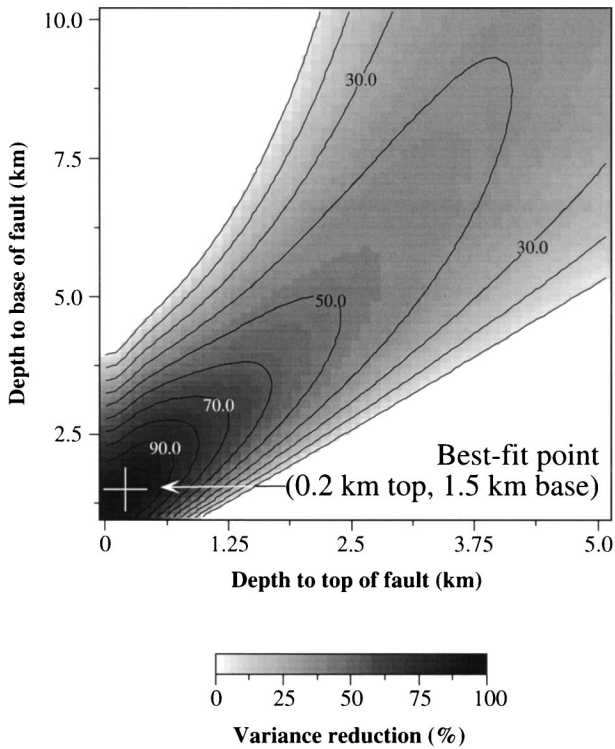 10.0
7.5
5.0
2.5
Depth to base of fault (km)
30.0
30.0
50.0
70.0
90.0
Best-fit point
(0.2 km top, 1.5 km base)
0 1.25 2.5 3.75 5.0
Depth to top of fault (km)
0 25 50 75 100
Variance reduction (%)